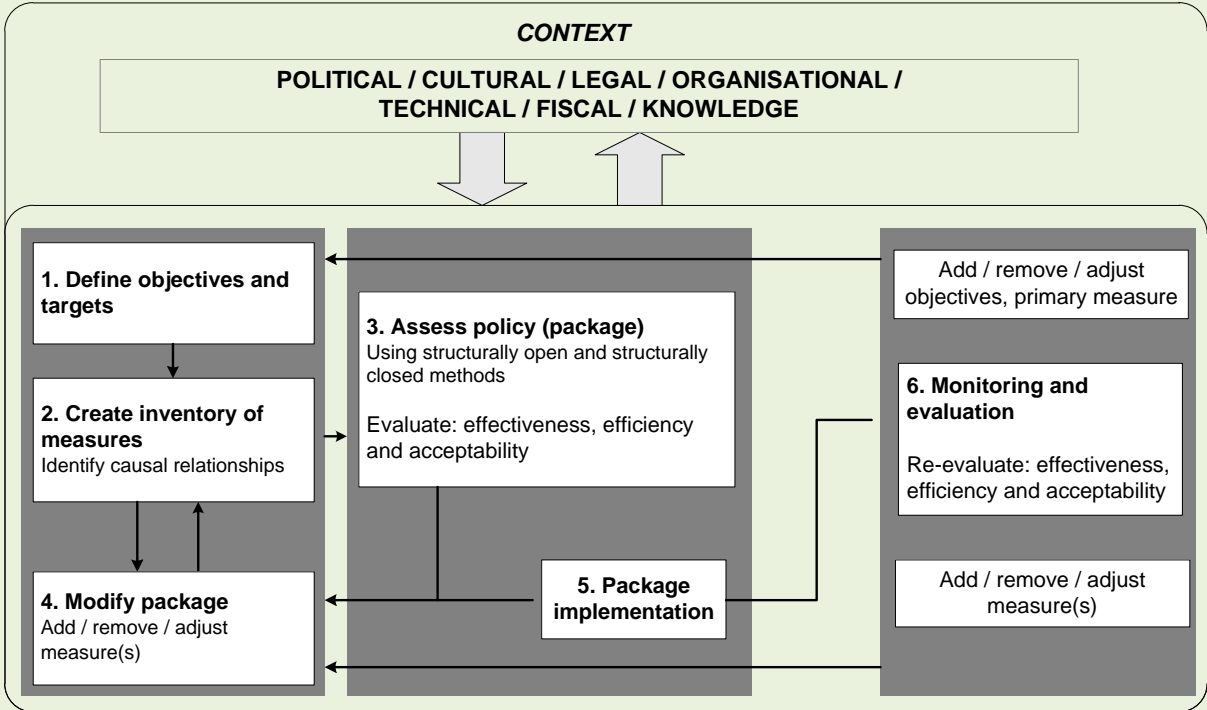 CONTEXT
POLITICAL / CULTURAL / LEGAL / ORGANISATIONAL /
TECHNICAL / FISCAL / KNOWLEDGE
1. Define objectives and
targets
2. Create inventory of
measures
Identify causal relationships
4. Modify package
Add / remove / adjust
measure(s)
3. Assess policy (package)
Using structurally open and structurally
closed methods
Evaluate: effectiveness, efficiency
and acceptability
5. Package
implementation
Add / remove / adjust
objectives, primary measure
6. Monitoring and
evaluation
Re-evaluate: effectiveness,
efficiency and acceptability
Add / remove / adjust
measure(s)